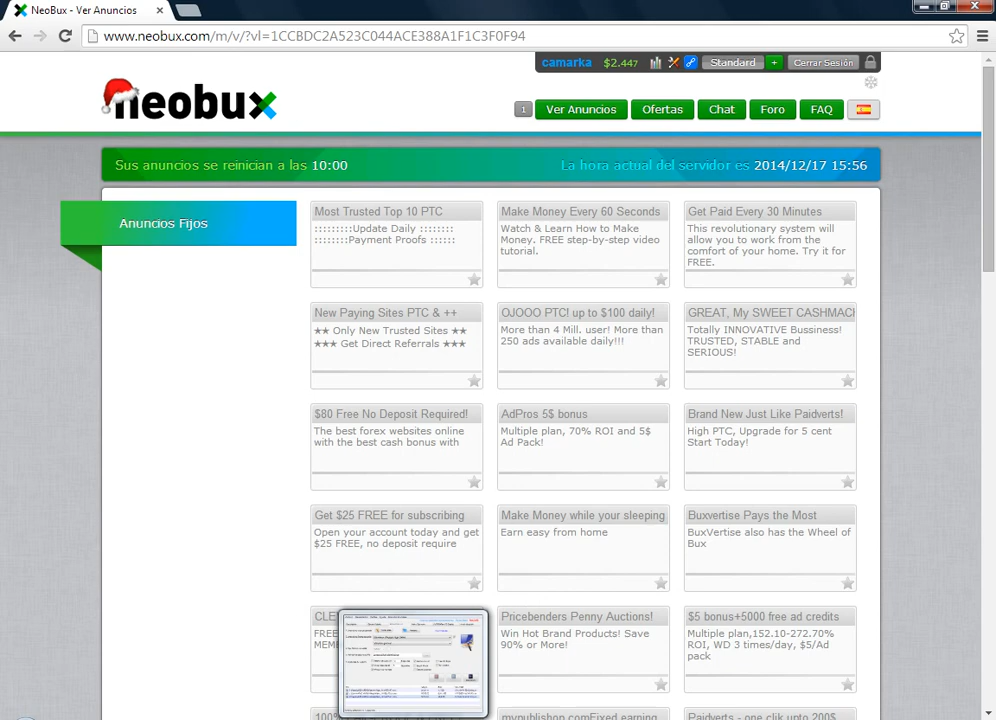 NeoBux - Ver Anuncios
www.neobux.com/m/v/?vl=1CCBDC2A523C044ACE388A1F1C3F0F94
camarka $2.447 Standard + Cerrar Sesión
neobux
1 Ver Anuncios Ofertas Chat Foro FAQ
Sus anuncios se reinician a las 10:00
La hora actual del servidor es 2014/12/17 15:56
Anuncios Fijos
Most Trusted Top 10 PTC
:::::::::Update Daily ::::::::
::::::::Payment Proofs ::::::
Make Money Every 60 Seconds
Watch & Learn How to Make
Money. FREE step-by-step video
tutorial.
Get Paid Every 30 Minutes
This revolutionary system will
allow you to work from the
comfort of your home. Try it for
FREE.
New Paying Sites PTC & ++
★★ Only New Trusted Sites ★★
★★★ Get Direct Referrals ★★★
OJOOO PTC! up to $100 daily!
More than 4 Mill. user! More than
250 ads available daily!!!
GREAT, My SWEET CASHMACH
Totally INNOVATIVE Bussiness!
TRUSTED, STABLE and
SERIOUS!
$80 Free No Deposit Required!
The best forex websites online
with the best cash bonus with
AdPros 5$ bonus
Multiple plan, 70% ROI and 5$
Ad Pack!
Brand New Just Like Paidverts!
High PTC, Upgrade for 5 cent
Start Today!
Get $25 FREE for subscribing
Open your account today and get
$25 FREE, no deposit require
Make Money while your sleeping
Earn easy from home
Buxvertise Pays the Most
BuxVertise also has the Wheel of
Bux
CLE
FREE
MEM
Pricebenders Penny Auctions!
Win Hot Brand Products! Save
90% or More!
$5 bonus+5000 free ad credits
Multiple plan,152.10-272.70%
ROI, WD 3 times/day, $5/Ad
pack
100%
mypublishop.comFixed earning
Paidverts - one clik upto 200$